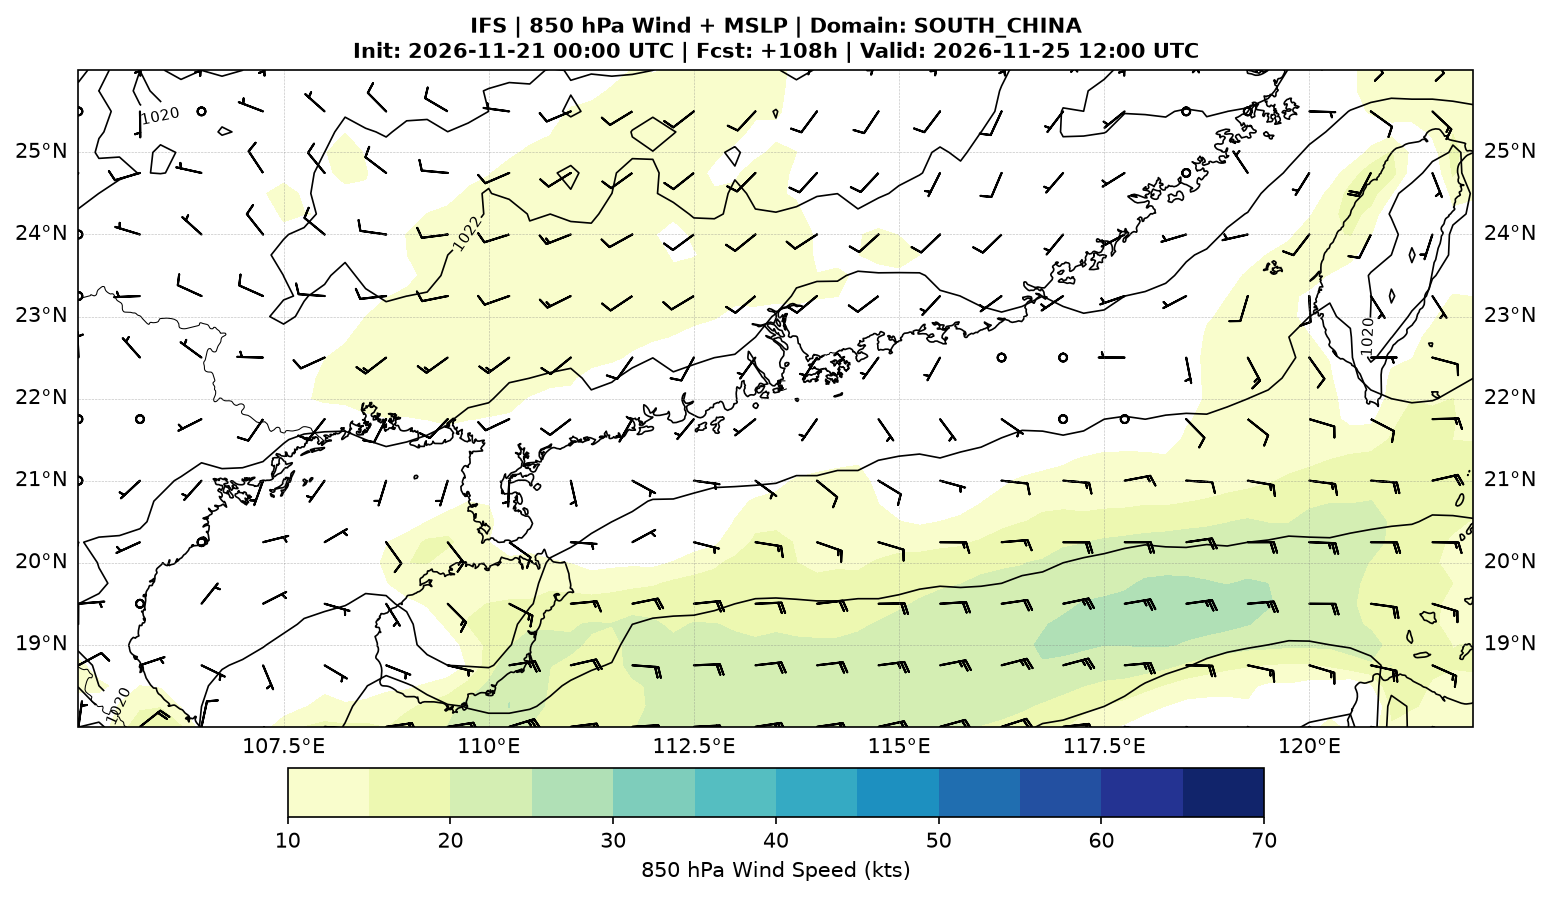 IFS | 850 hPa Wind + MSLP | Domain: SOUTH_CHINA
Init: 2026-11-21 00:00 UTC | Fcst: +108h | Valid: 2026-11-25 12:00 UTC
1020
25°N
25°N
24°N
24°N
1022
23°N
23°N
1020
22°N
22°N
21°N
21°N
20°N
20°N
19°N
19°N
1020
107.5°E
110°E
112.5°E
115°E
117.5°E
120°E
10
20
30
40
50
60
70
850 hPa Wind Speed (kts)